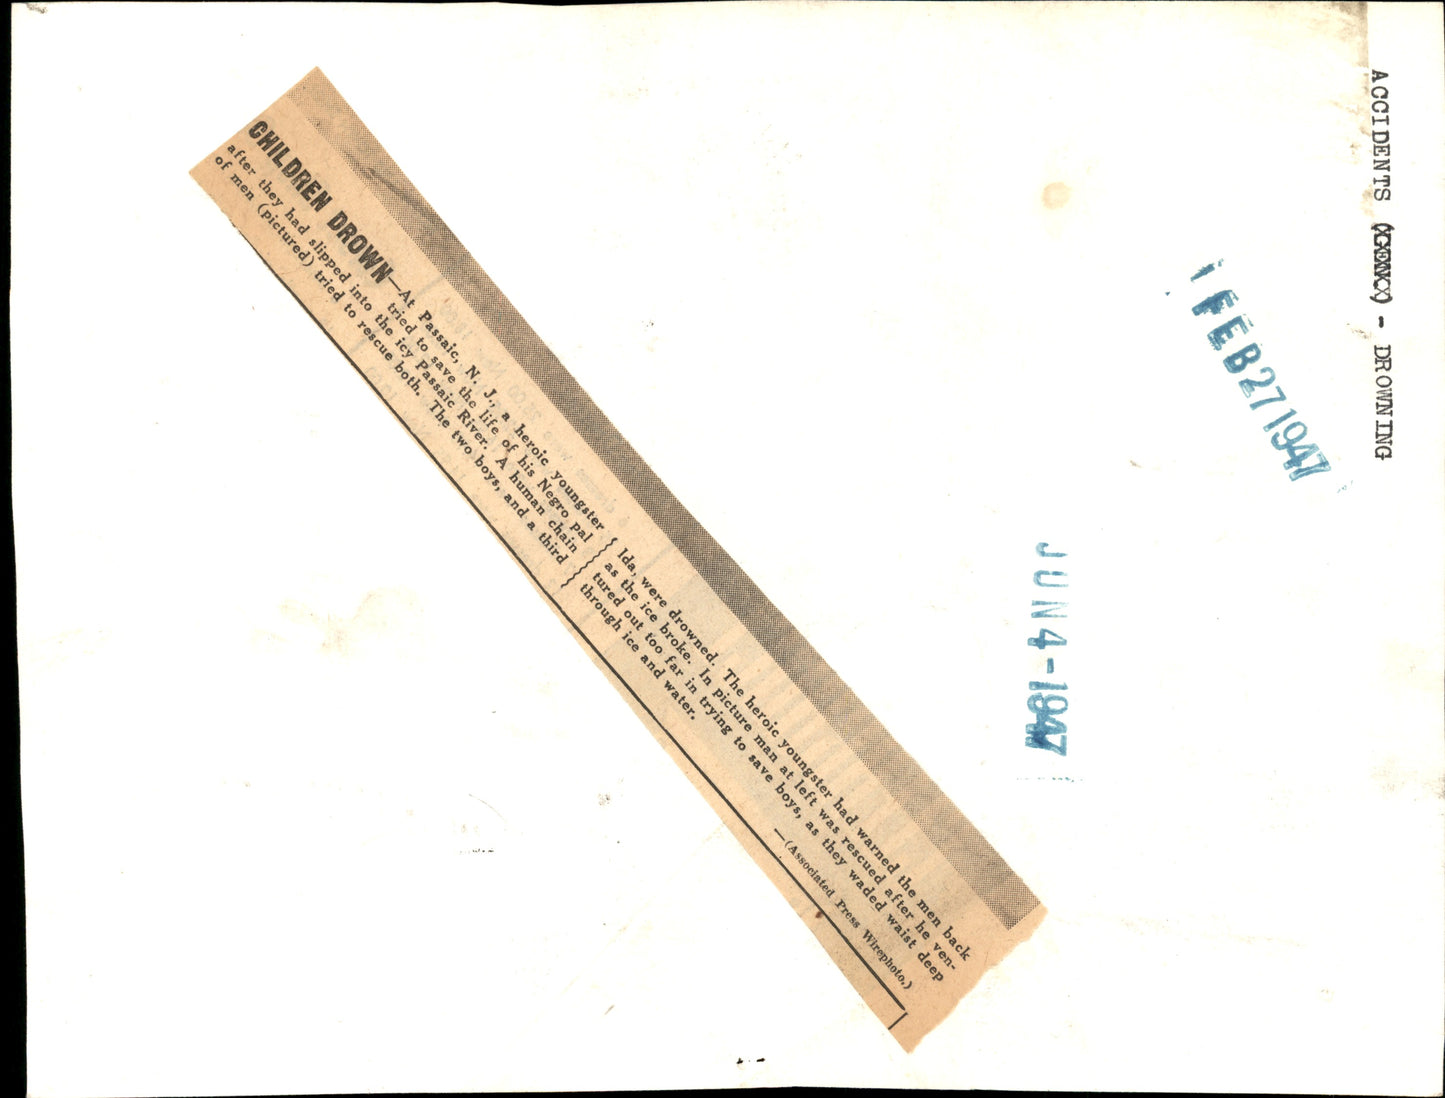 ACCIDENTS - DROWNING
FEB 27 1947
JUN 4 - 1947
CHILDREN DROWN—At Passaic, N. J., a heroic youngster
tried to save the life of his Negro pal
after they had slipped into the icy Passaic River. A human chain
of men (pictured) tried to rescue both. The two boys, and a third
lda, were drowned. The heroic youngster had warned the men back
as the ice broke. In picture man at left was rescued after he ven-
tured out too far in trying to save boys, as they waded waist deep
through ice and water.
—(Associated Press Wirephoto.)